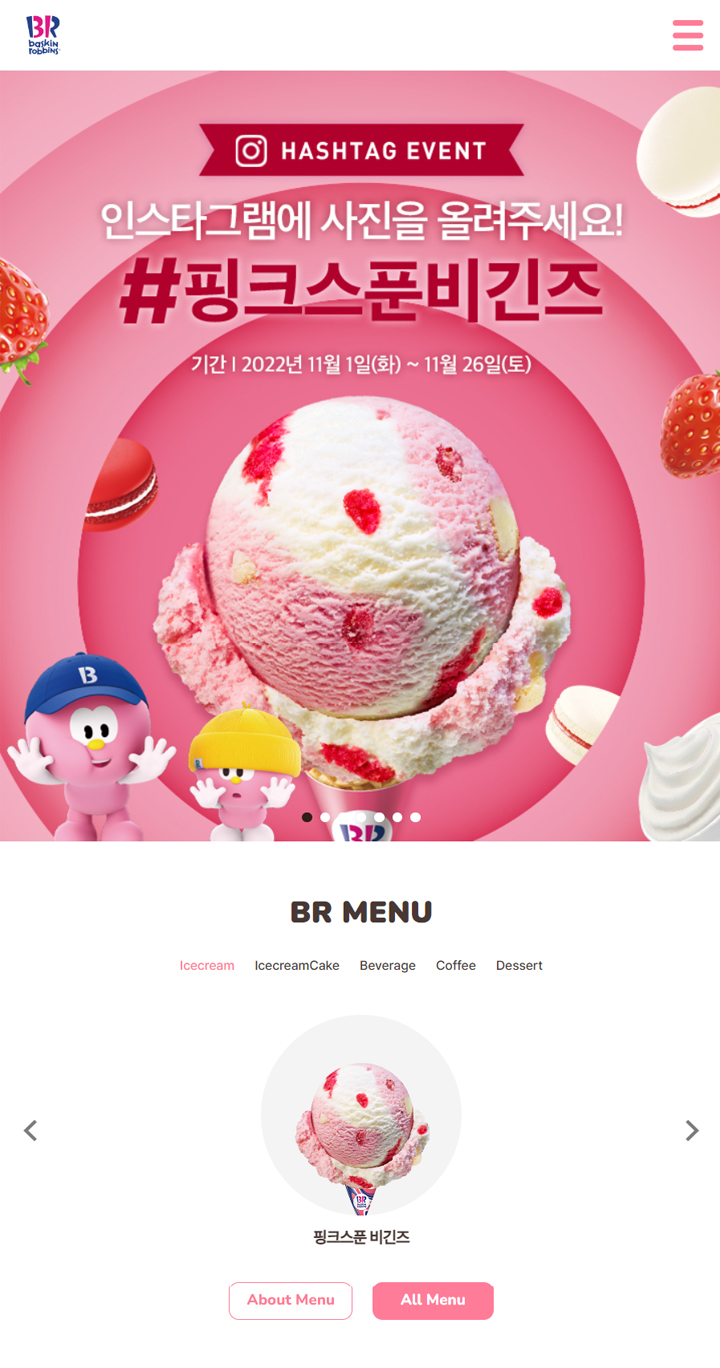 BR
baskin
robbins
HASHTAG EVENT
인스타그램에 사진을 올려주세요!
#핑크스푼비긴즈
기간 | 2022년 11월 1일(화) ~ 11월 26일(토)
B
BR
BR MENU
Icecream IcecreamCake Beverage Coffee Dessert
BR
핑크스푼 비긴즈
About Menu All Menu